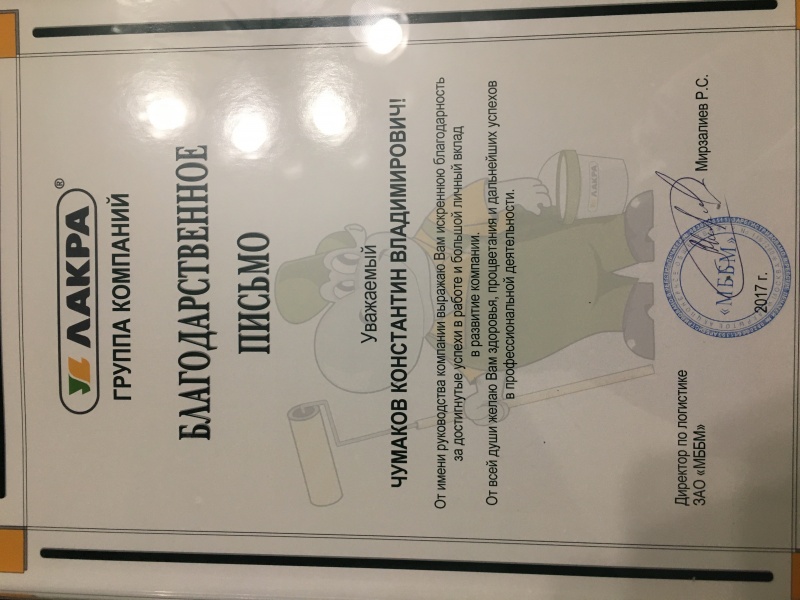 ЛАКРА®
ГРУППА КОМПАНИЙ
БЛАГОДАРСТВЕННОЕ
ПИСЬМО
Уважаемый
ЧУМАКОВ КОНСТАНТИН ВЛАДИМИРОВИЧ!
От имени руководства компании выражаю Вам искреннюю благодарность
за достигнутые успехи в работе и большой личный вклад
в развитие компании.
От всей души желаю Вам здоровья, процветания и дальнейших успехов
в профессиональной деятельности.
ЛАКРА
Директор по логистике
ЗАО «МББМ»
«МББМ»
2017 г.
Мирзалиев Р.С.